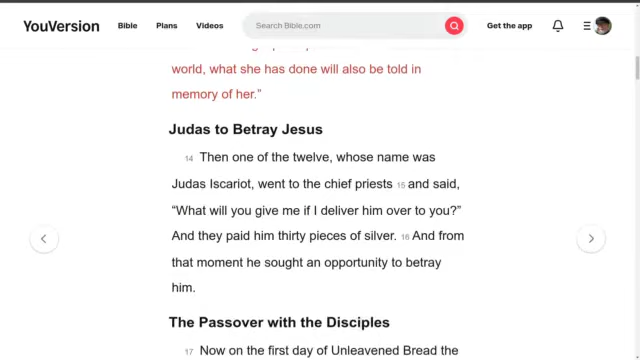 YouVersion Bible Plans Videos Search Bible.com Get the app
world, what she has done will also be told in
memory of her.”
Judas to Betray Jesus
14 Then one of the twelve, whose name was
Judas Iscariot, went to the chief priests 15 and said,
“What will you give me if I deliver him over to you?”
And they paid him thirty pieces of silver. 16 And from
that moment he sought an opportunity to betray
him.
The Passover with the Disciples
17 Now on the first day of Unleavened Bread the